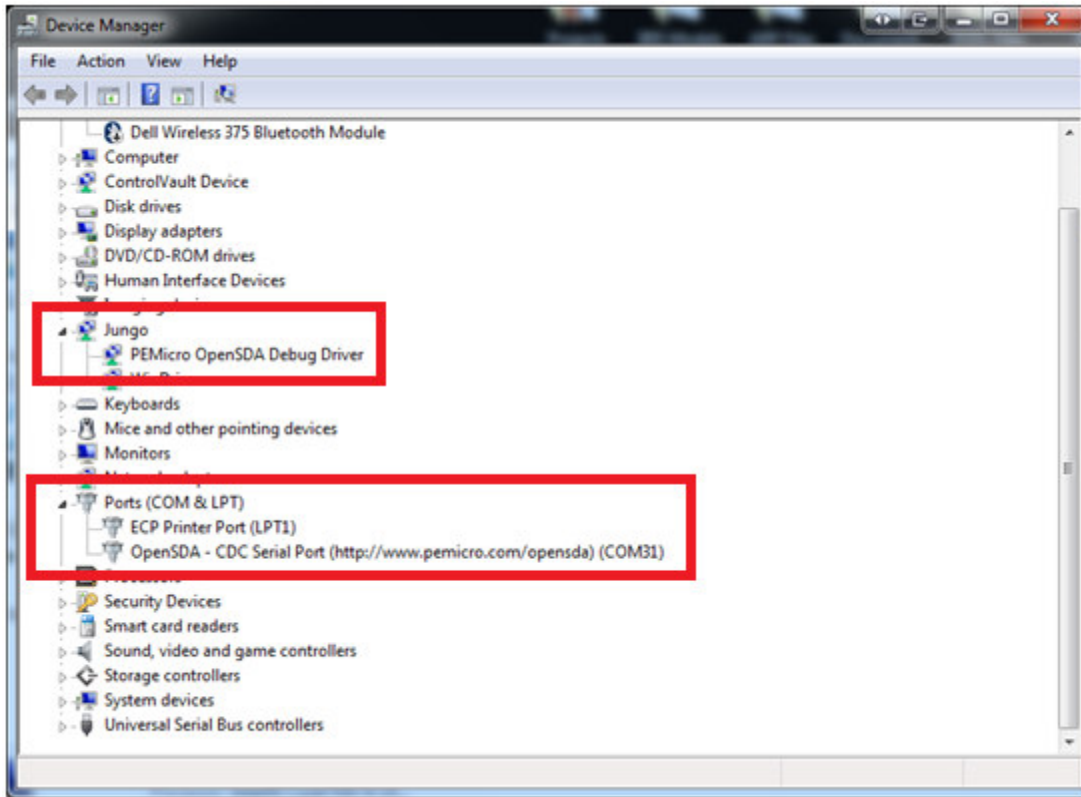 Device Manager
File Action View Help
Dell Wireless 375 Bluetooth Module
Computer
ControlVault Device
Disk drives
Display adapters
DVD/CD-ROM drives
Human Interface Devices
Jungo
PEMicro OpenSDA Debug Driver
Keyboards
Mice and other pointing devices
Monitors
Ports (COM & LPT)
ECP Printer Port (LPT1)
OpenSDA - CDC Serial Port (http://www.pemicro.com/opensda) (COM31)
Security Devices
Smart card readers
Sound, video and game controllers
Storage controllers
System devices
Universal Serial Bus controllers